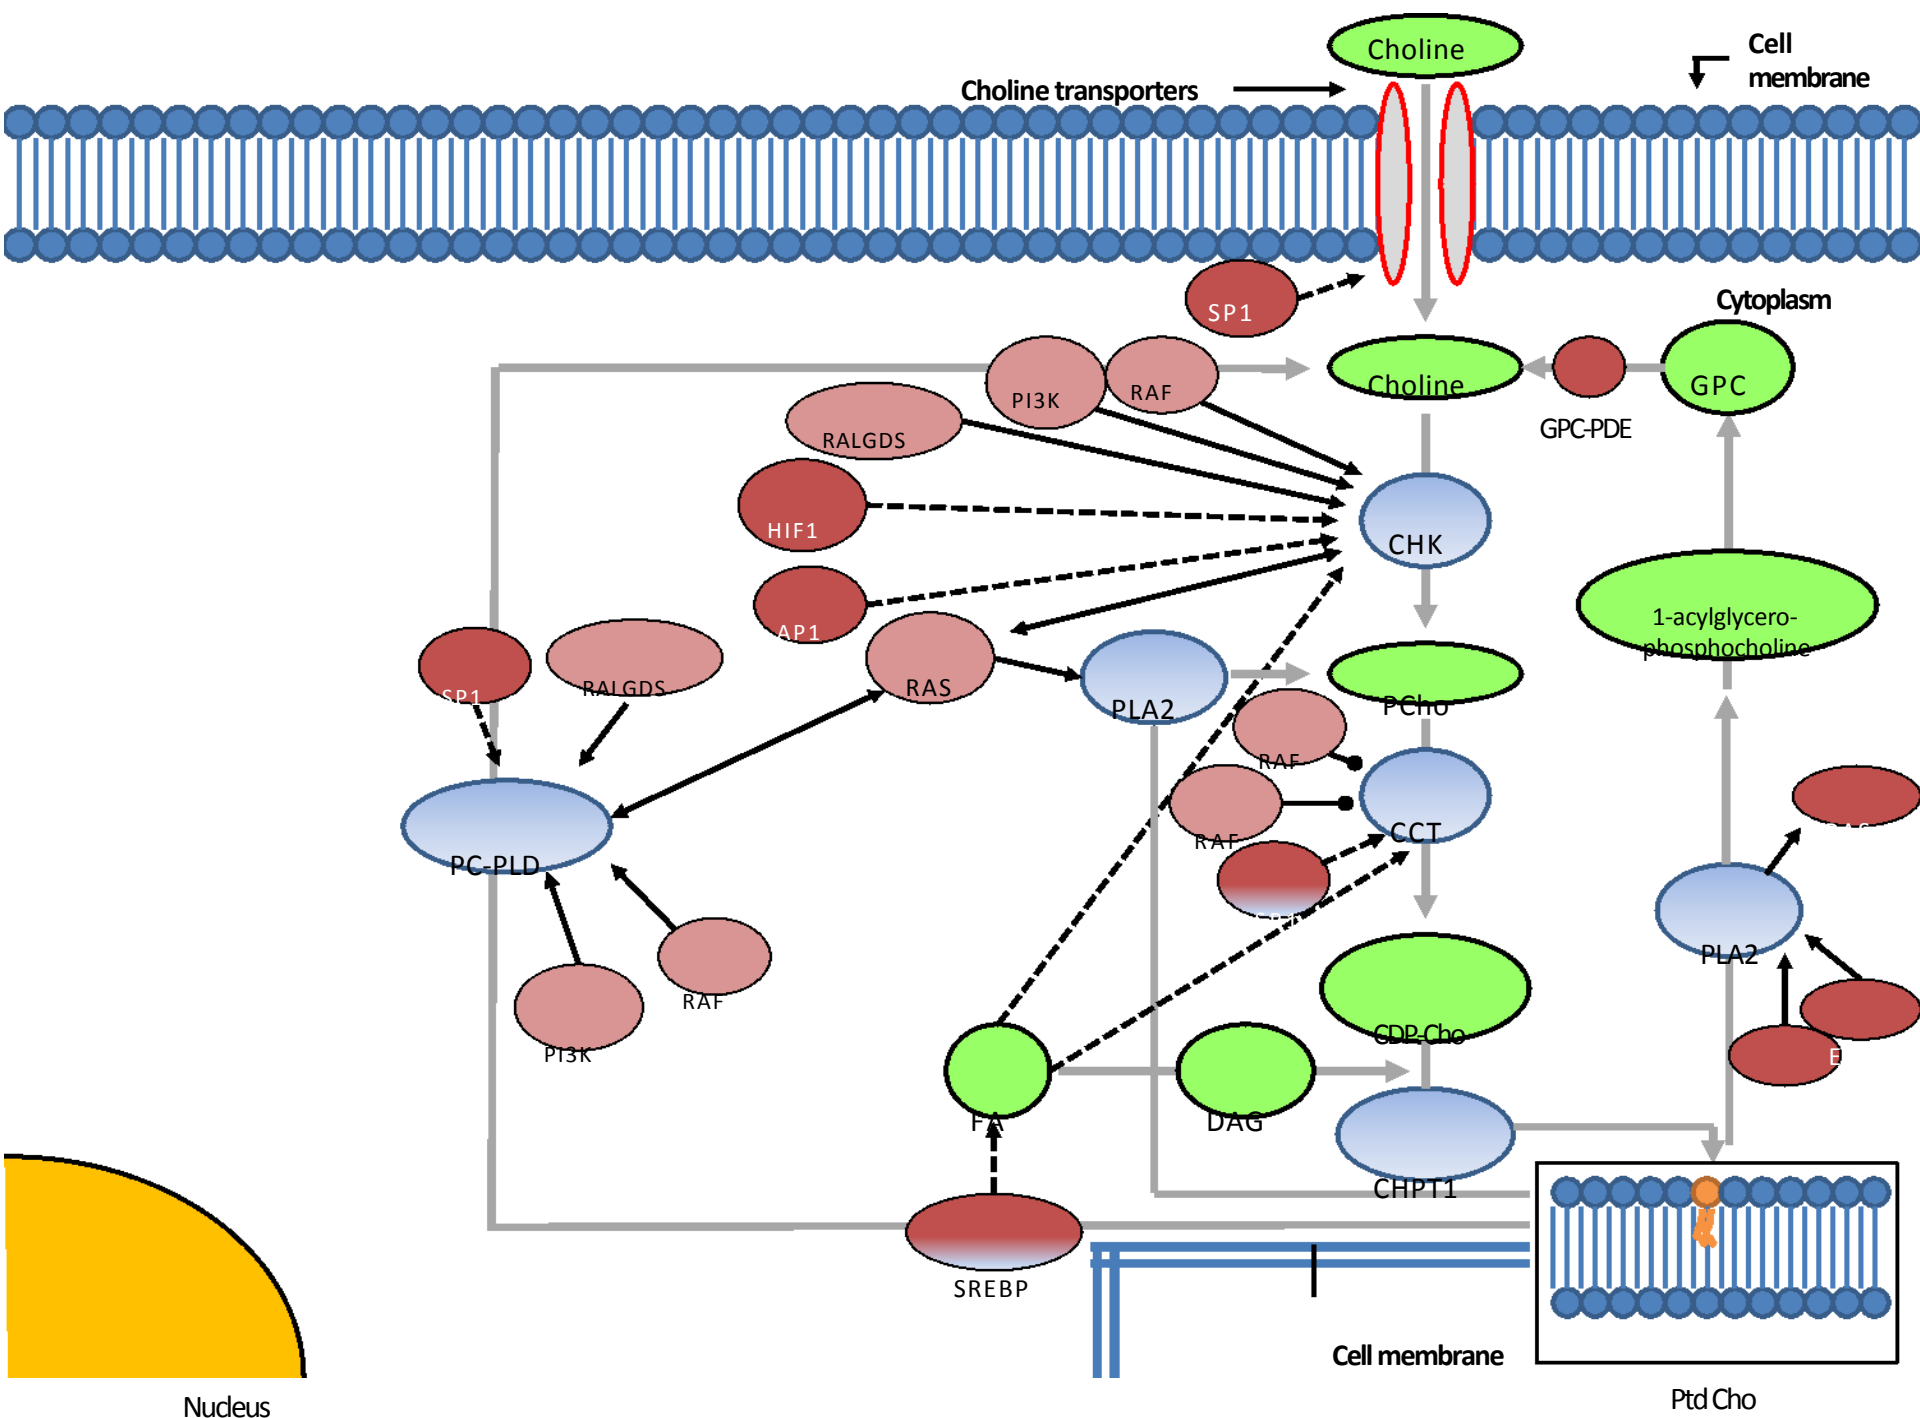 Choline
Cell
membrane
Choline transporters
SP1
Cytoplasm
Choline
GPC
PI3K
RAF
GPC-PDE
RALGDS
HIF1
CHK
AP1
1-acylglycero-
phosphocholine
SP1
RALGDS
RAS
PLA2
PCho
RAF
RAF
CCT
PC-PLD
PLA2
RAF
PI3K
CDP-Cho
E
FA
DAG
CHPT1
SREBP
Cell membrane
Ptd Cho
Nucleus